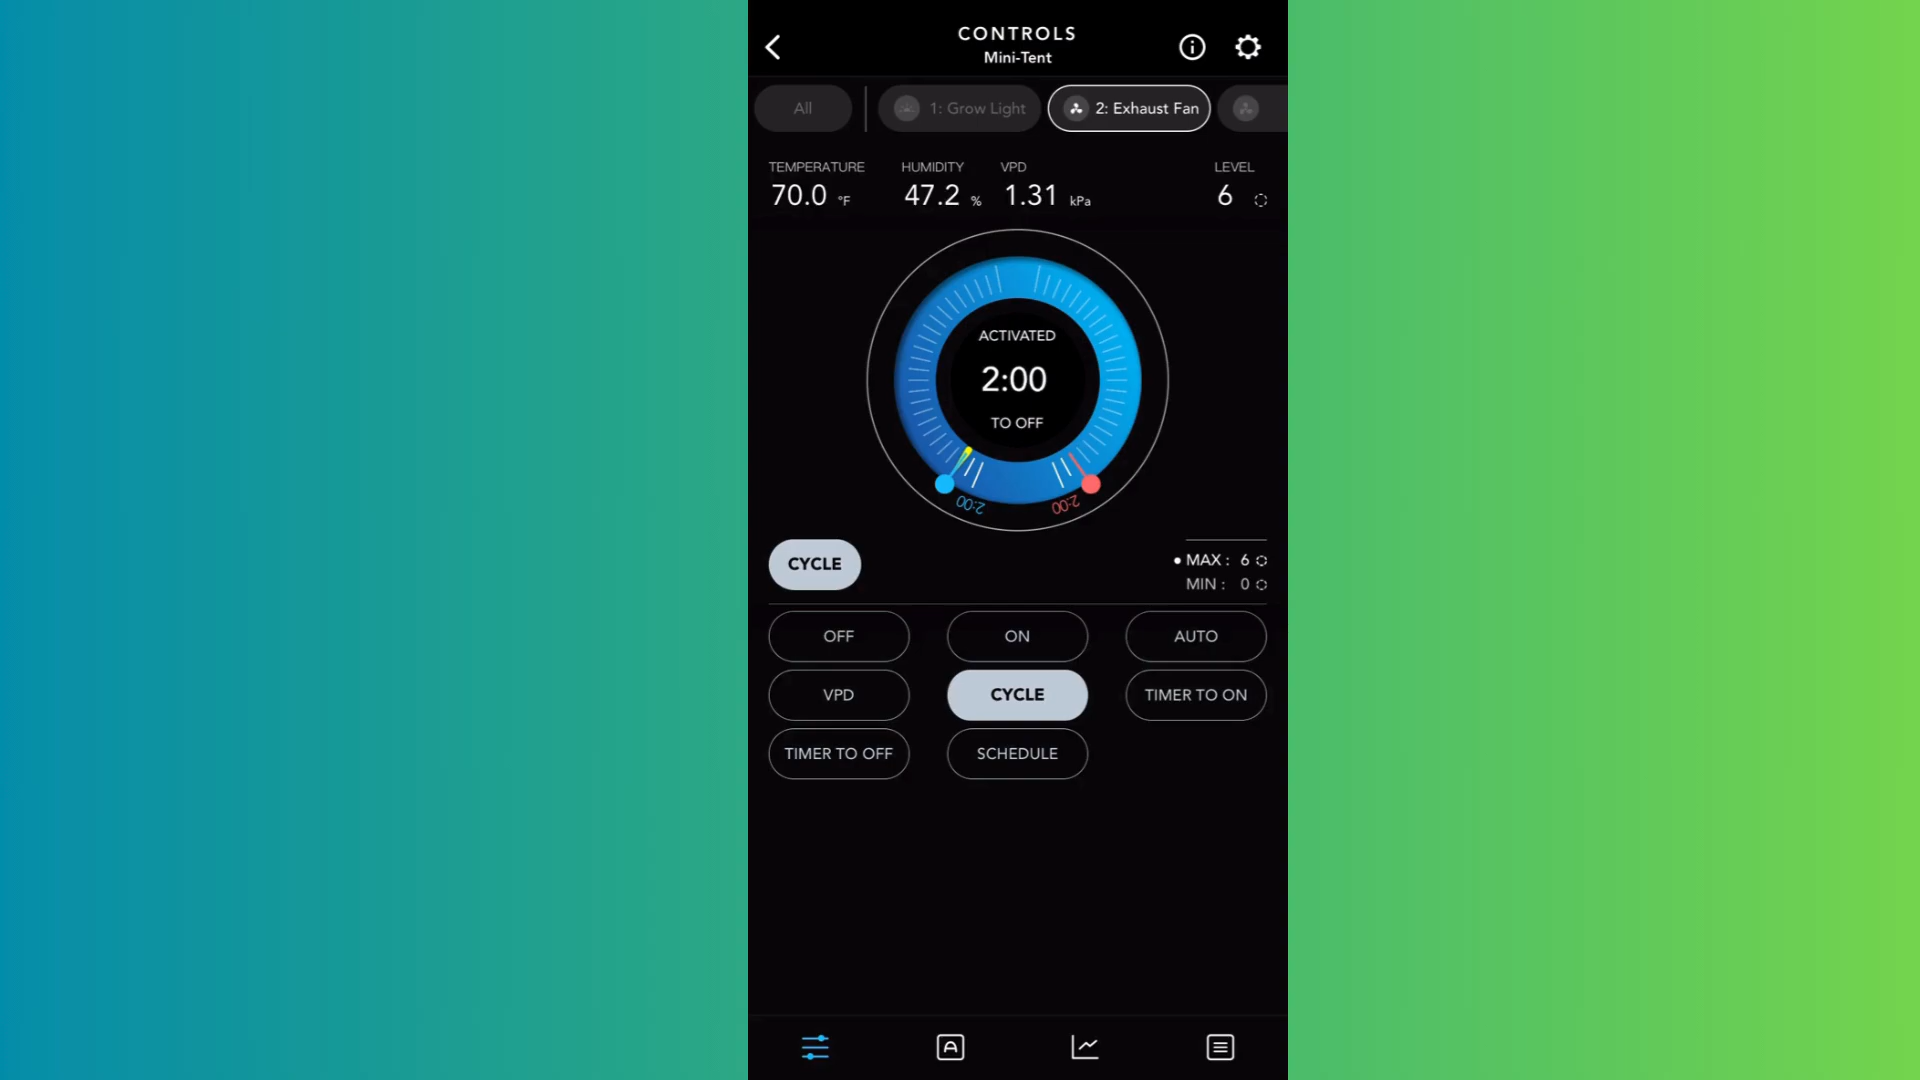 CONTROLS
Mini-Tent
All
1: Grow Light
2: Exhaust Fan
TEMPERATURE
HUMIDITY
VPD
LEVEL
70.0 °F
47.2 %
1.31 kPa
6
ACTIVATED
2:00
TO OFF
2:00
2:00
CYCLE
MAX : 6
MIN : 0
OFF
ON
AUTO
VPD
CYCLE
TIMER TO ON
TIMER TO OFF
SCHEDULE